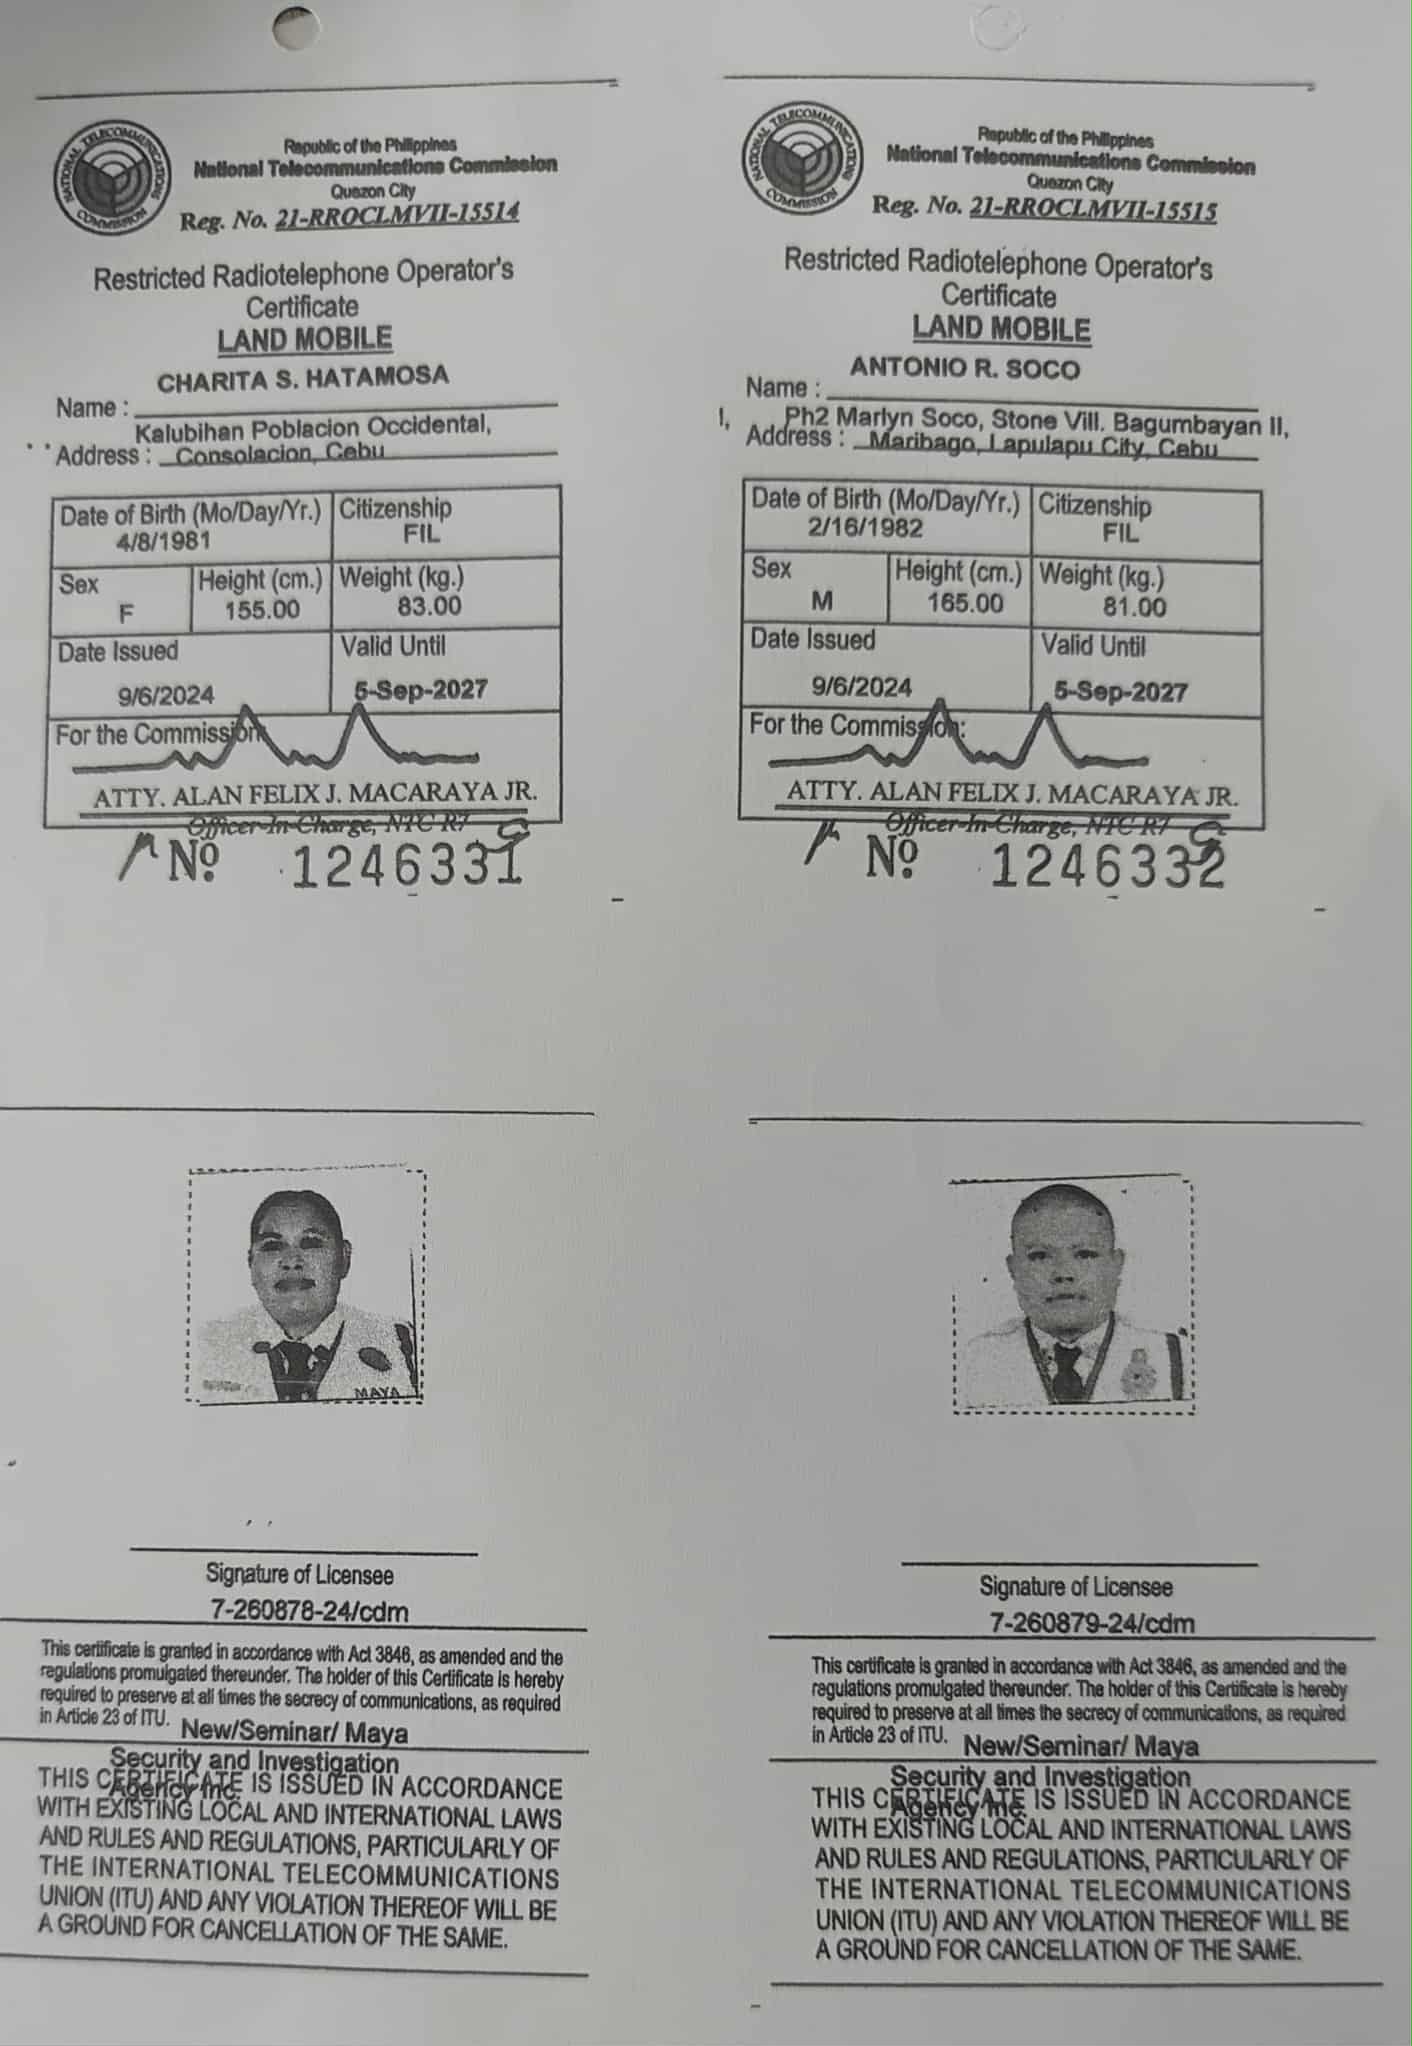 NATIONAL TELECOMMUNICATIONS COMMISSION
Republic of the Philippines
National Telecommunications Commission
Quezon City
Reg. No. 21-RROCLMVII-15514
Restricted Radiotelephone Operator's
Certificate
LAND MOBILE
CHARITA S. HATAMOSA
Name :
Kalubihan Poblacion Occidental,
Address : Consolacion, Cebu
Date of Birth (Mo/Day/Yr.) Citizenship
4/8/1981 FIL
Sex Height (cm.) Weight (kg.)
F 155.00 83.00
Date Issued Valid Until
9/6/2024 5-Sep-2027
For the Commission:
ATTY. ALAN FELIX J. MACARAYA JR.
Officer-In-Charge, NTC R7
Nº 1246331
MAYA
Signature of Licensee
7-260878-24/cdm
This certificate is granted in accordance with Act 3846, as amended and the
regulations promulgated thereunder. The holder of this Certificate is hereby
required to preserve at all times the secrecy of communications, as required
in Article 23 of ITU. New/Seminar/ Maya
Security and Investigation
Agency Inc.
THIS CERTIFICATE IS ISSUED IN ACCORDANCE
WITH EXISTING LOCAL AND INTERNATIONAL LAWS
AND RULES AND REGULATIONS, PARTICULARLY OF
THE INTERNATIONAL TELECOMMUNICATIONS
UNION (ITU) AND ANY VIOLATION THEREOF WILL BE
A GROUND FOR CANCELLATION OF THE SAME.
NATIONAL TELECOMMUNICATIONS COMMISSION
Republic of the Philippines
National Telecommunications Commission
Quezon City
Reg. No. 21-RROCLMVII-15515
Restricted Radiotelephone Operator's
Certificate
LAND MOBILE
ANTONIO R. SOCO
Name :
Ph2 Marlyn Soco, Stone Vill. Bagumbayan II,
Address : Maribago, Lapulapu City, Cebu
Date of Birth (Mo/Day/Yr.) Citizenship
2/16/1982 FIL
Sex Height (cm.) Weight (kg.)
M 165.00 81.00
Date Issued Valid Until
9/6/2024 5-Sep-2027
For the Commission:
ATTY. ALAN FELIX J. MACARAYA JR.
Officer-In-Charge, NTC R7
Nº 1246332
Signature of Licensee
7-260879-24/cdm
This certificate is granted in accordance with Act 3846, as amended and the
regulations promulgated thereunder. The holder of this Certificate is hereby
required to preserve at all times the secrecy of communications, as required
in Article 23 of ITU. New/Seminar/ Maya
Security and Investigation
Agency Inc.
THIS CERTIFICATE IS ISSUED IN ACCORDANCE
WITH EXISTING LOCAL AND INTERNATIONAL LAWS
AND RULES AND REGULATIONS, PARTICULARLY OF
THE INTERNATIONAL TELECOMMUNICATIONS
UNION (ITU) AND ANY VIOLATION THEREOF WILL BE
A GROUND FOR CANCELLATION OF THE SAME.